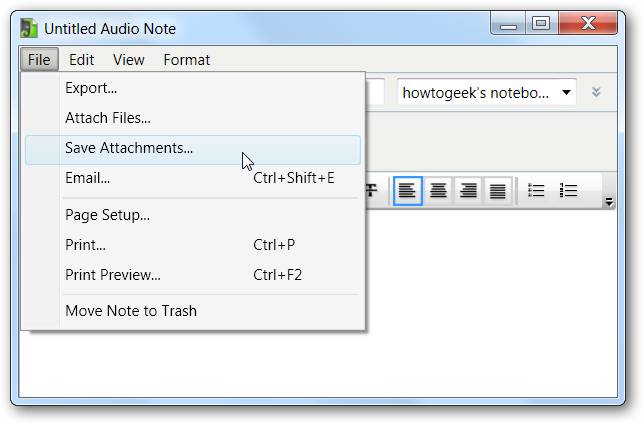 Untitled Audio Note
File Edit View Format
Export...
howtogeek's notebo...
Attach Files...
Save Attachments...
Email... Ctrl+Shift+E
Page Setup...
Print... Ctrl+P
Print Preview... Ctrl+F2
Move Note to Trash